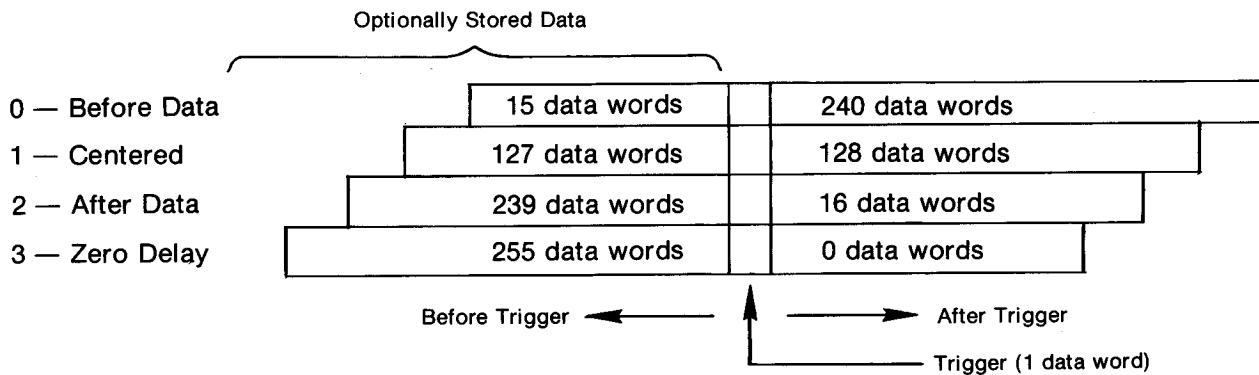 Optionally Stored Data
0 — Before Data 15 data words 240 data words
1 — Centered 127 data words 128 data words
2 — After Data 239 data words 16 data words
3 — Zero Delay 255 data words 0 data words
Before Trigger After Trigger
Trigger (1 data word)